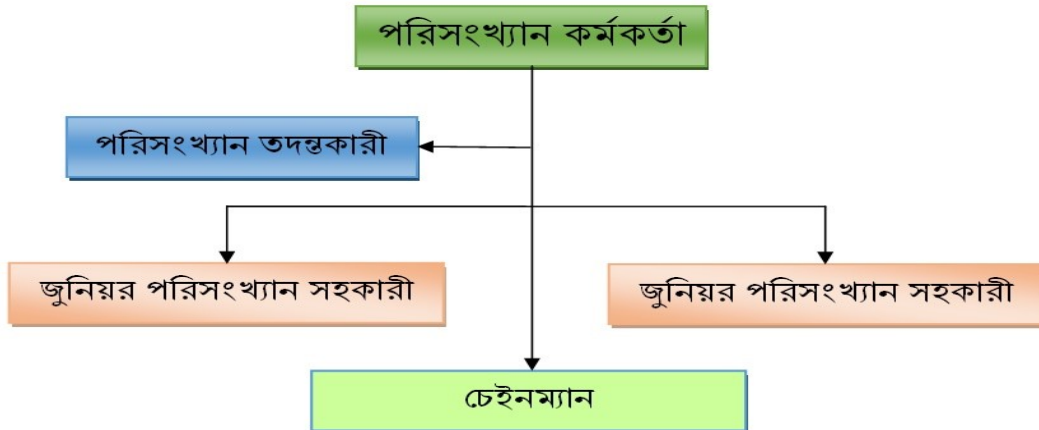 পরিসংখ্যান কর্মকর্তা
পরিসংখ্যান তদন্তকারী
জুনিয়র পরিসংখ্যান সহকারী
জুনিয়র পরিসংখ্যান সহকারী
চেইনম্যান